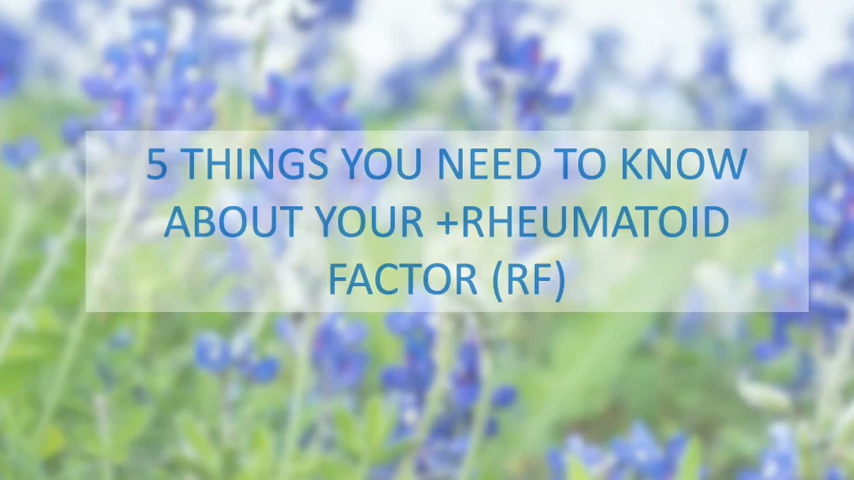 5 THINGS YOU NEED TO KNOW
ABOUT YOUR +RHEUMATOID
FACTOR (RF)